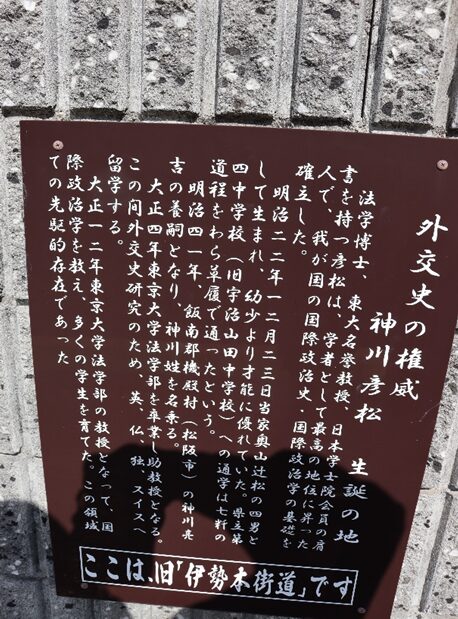 外交史の権威
神川彦松 生誕の地
法学博士、東大名誉教授、日本学士院会員の肩
書を持つ彦松は、学者として最高の地位に昇った
人で、我が国の国際政治史・国際政治学の基礎を
確立した。
明治二二年一二月二三日当家奥山辻松の四男と
して生まれ、幼少より才能に優れていた。県立第
四中学校（旧宇治山田中学校）への通学は七軒の
道程をわら草履で通ったという。
明治四一年、飯南郡機殿村（松阪市）の神川亮
吉の養嗣となり、神川姓を名乗る。
大正四年東京大学法学部を卒業し助教授となる。
この間外交史研究のため、英、仏、独、スイスへ
留学する。
大正一二年東京大学法学部の教授となって、国
際政治学を教え、多くの学生を育てた。この領域
での先駆的存在であった
ここは、旧「伊勢本街道」です